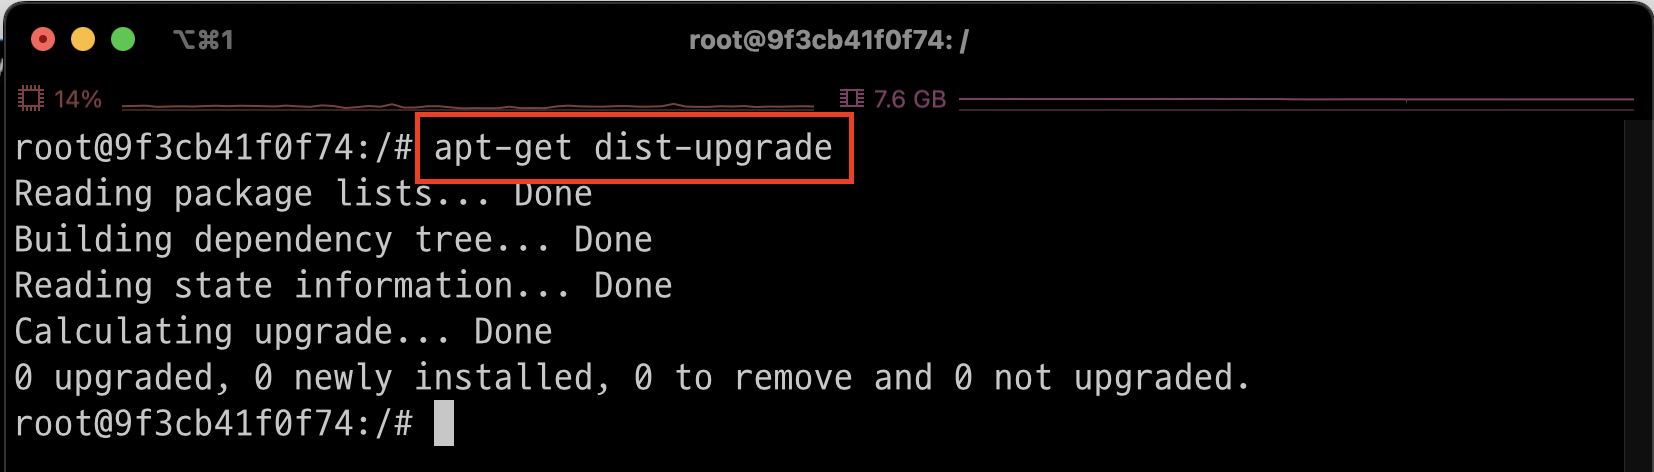 ⌥⌘1
root@9f3cb41f0f74: /
14%
7.6 GB
root@9f3cb41f0f74:/# apt-get dist-upgrade
Reading package lists... Done
Building dependency tree... Done
Reading state information... Done
Calculating upgrade... Done
0 upgraded, 0 newly installed, 0 to remove and 0 not upgraded.
root@9f3cb41f0f74:/#